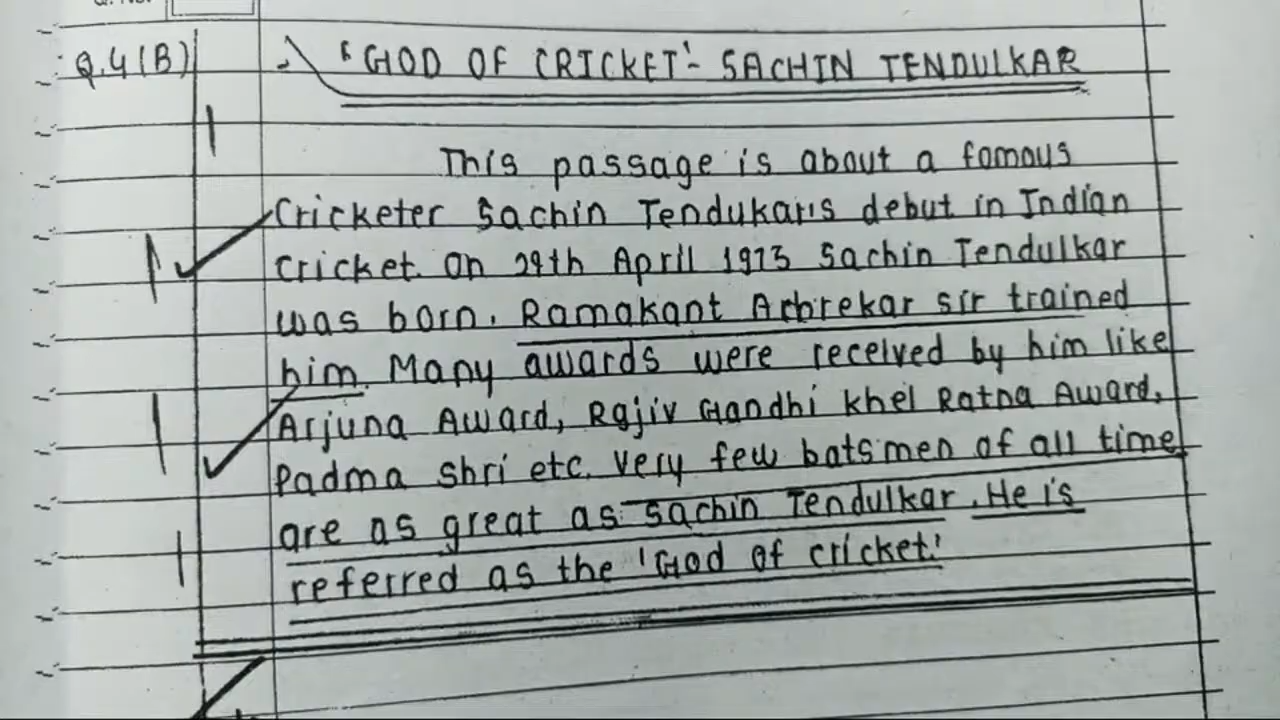 Q.4(B) 'GOD OF CRICKET'- SACHIN TENDULKAR
This passage is about a famous
Cricketer Sachin Tendukar's debut in Indian
Cricket. On 24th April 1973 Sachin Tendulkar
was born. Ramakant Achrekar sir trained
him. Many awards were received by him like
Arjuna Award, Rajiv Gandhi Khel Ratna Award,
Padma Shri etc. Very few batsmen of all time
are as great as Sachin Tendulkar. He is
referred as the 'God of cricket.'